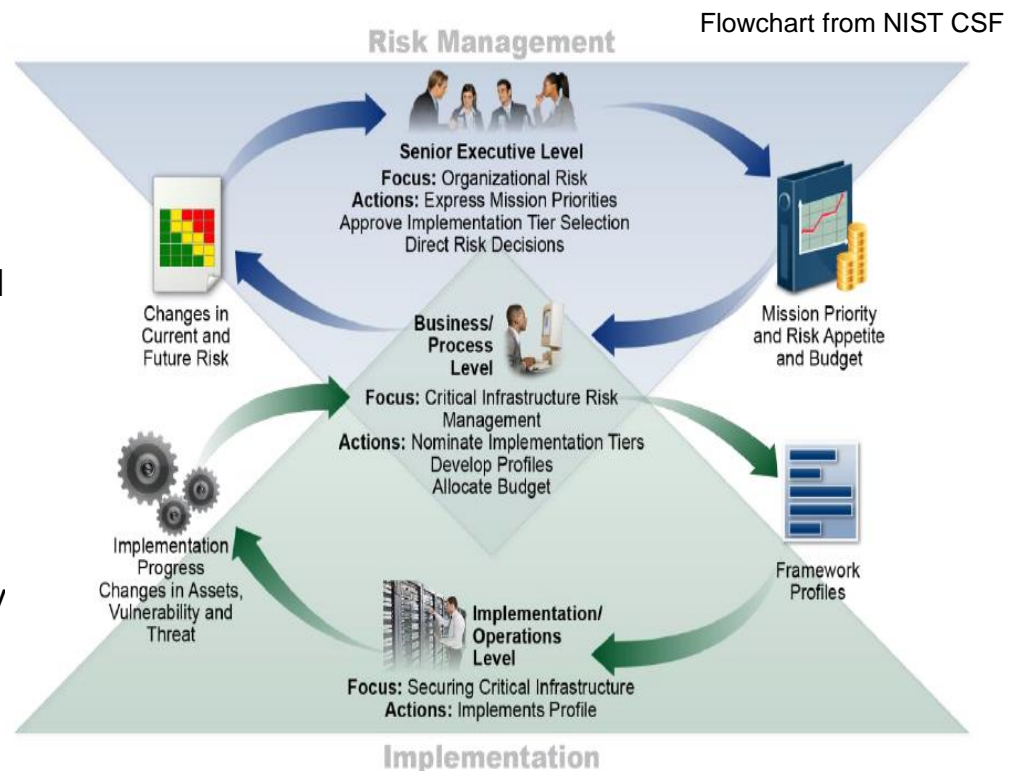 Flowchart from NIST CSF
Risk Management
Senior Executive Level
Focus: Organizational Risk
Actions: Express Mission Priorities
Approve Implementation Tier Selection
Direct Risk Decisions
Changes in
Current and
Future Risk
Mission Priority
and Risk Appetite
and Budget
Business/
Process
Level
Focus: Critical Infrastructure Risk
Management
Actions: Nominate Implementation Tiers
Develop Profiles
Allocate Budget
Implementation
Progress
Changes in Assets,
Vulnerability and
Threat
Framework
Profiles
Implementation/
Operations
Level
Focus: Securing Critical Infrastructure
Actions: Implements Profile
Implementation